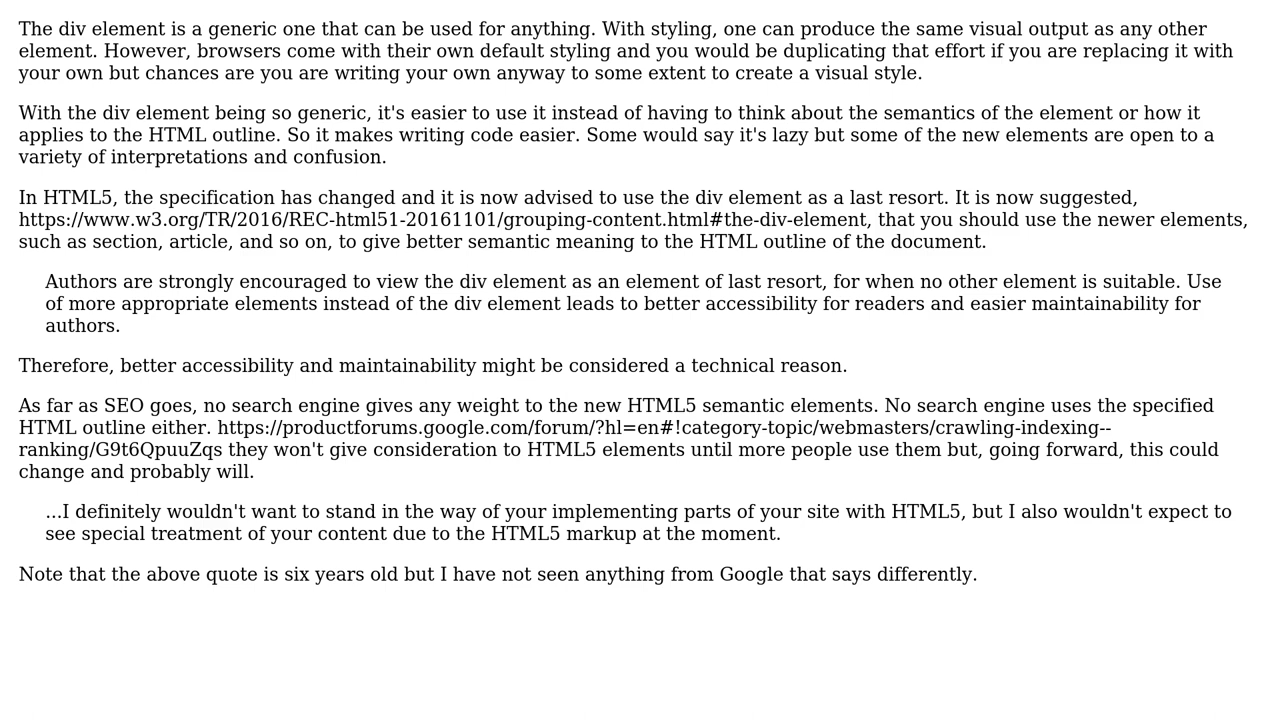 The div element is a generic one that can be used for anything. With styling, one can produce the same visual output as any other
element. However, browsers come with their own default styling and you would be duplicating that effort if you are replacing it with
your own but chances are you are writing your own anyway to some extent to create a visual style.
With the div element being so generic, it's easier to use it instead of having to think about the semantics of the element or how it
applies to the HTML outline. So it makes writing code easier. Some would say it's lazy but some of the new elements are open to a
variety of interpretations and confusion.
In HTML5, the specification has changed and it is now advised to use the div element as a last resort. It is now suggested,
https://www.w3.org/TR/2016/REC-html51-20161101/grouping-content.html#the-div-element, that you should use the newer elements,
such as section, article, and so on, to give better semantic meaning to the HTML outline of the document.
Authors are strongly encouraged to view the div element as an element of last resort, for when no other element is suitable. Use
of more appropriate elements instead of the div element leads to better accessibility for readers and easier maintainability for
authors.
Therefore, better accessibility and maintainability might be considered a technical reason.
As far as SEO goes, no search engine gives any weight to the new HTML5 semantic elements. No search engine uses the specified
HTML outline either. https://productforums.google.com/forum/?hl=en#!category-topic/webmasters/crawling-indexing--
ranking/G9t6QpuuZqs they won't give consideration to HTML5 elements until more people use them but, going forward, this could
change and probably will.
...I definitely wouldn't want to stand in the way of your implementing parts of your site with HTML5, but I also wouldn't expect to
see special treatment of your content due to the HTML5 markup at the moment.
Note that the above quote is six years old but I have not seen anything from Google that says differently.